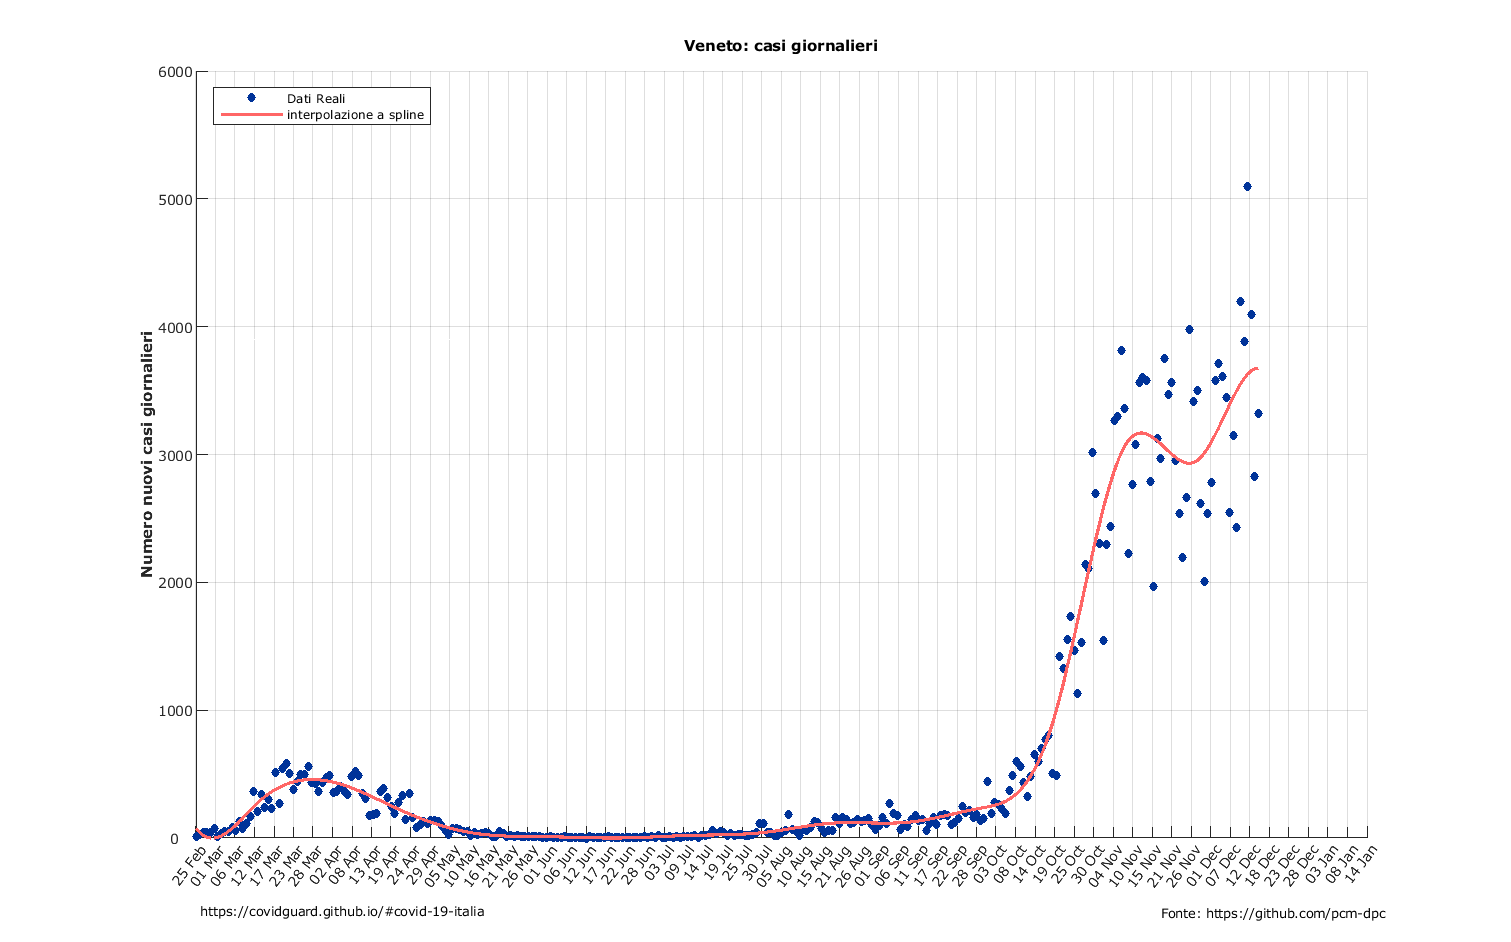 Veneto: casi giornalieri
6000
5000
4000
3000
2000
1000
0
Dati Reali
interpolazione a spline
Numero nuovi casi giornalieri
25 Feb
01 Mar
06 Mar
12 Mar
17 Mar
23 Mar
28 Mar
02 Apr
08 Apr
13 Apr
19 Apr
24 Apr
29 Apr
05 May
10 May
16 May
21 May
26 May
01 Jun
06 Jun
12 Jun
17 Jun
22 Jun
28 Jun
03 Jul
09 Jul
14 Jul
19 Jul
25 Jul
30 Jul
05 Aug
10 Aug
15 Aug
21 Aug
26 Aug
01 Sep
06 Sep
11 Sep
17 Sep
22 Sep
28 Sep
03 Oct
08 Oct
14 Oct
19 Oct
25 Oct
30 Oct
04 Nov
10 Nov
15 Nov
21 Nov
26 Nov
01 Dec
07 Dec
12 Dec
18 Dec
23 Dec
28 Dec
03 Jan
08 Jan
14 Jan
https://covidguard.github.io/#covid-19-italia
Fonte: https://github.com/pcm-dpc